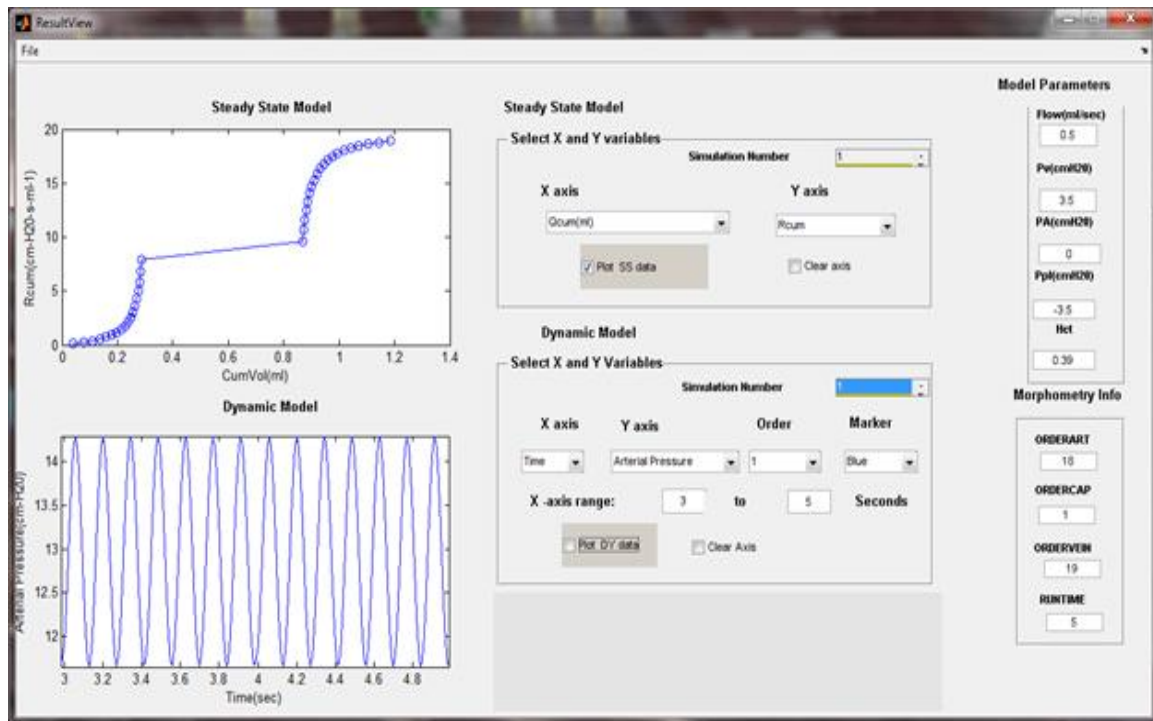 ResultView
File
Steady State Model
20
15
10
5
0
Rcum(cm-H20-s-ml-1)
0 0.2 0.4 0.6 0.8 1 1.2 1.4
CumVol(ml)
Dynamic Model
14
13.5
13
12.5
12
Arterial Pressure(cm-H20)
3 3.2 3.4 3.6 3.8 4 4.2 4.4 4.6 4.8
Time(sec)
Steady State Model
Select X and Y variables
Simulation Number 1
X axis Y axis
Qcum(ml) Rcum
Plot SS data Clear axis
Dynamic Model
Select X and Y Variables
Simulation Number 1
X axis Y axis Order Marker
Time Arterial Pressure 1 Blue
X -axis range: 3 to 5 Seconds
Plot DY data Clear Axis
Model Parameters
Flow(ml/sec)
0.5
Pv(cmH20)
3.5
PA(cmH20)
0
Ppl(cmH20)
-3.5
Hct
0.39
Morphometry Info
ORDERART
18
ORDERCAP
1
ORDERVEIN
19
RUNTIME
5